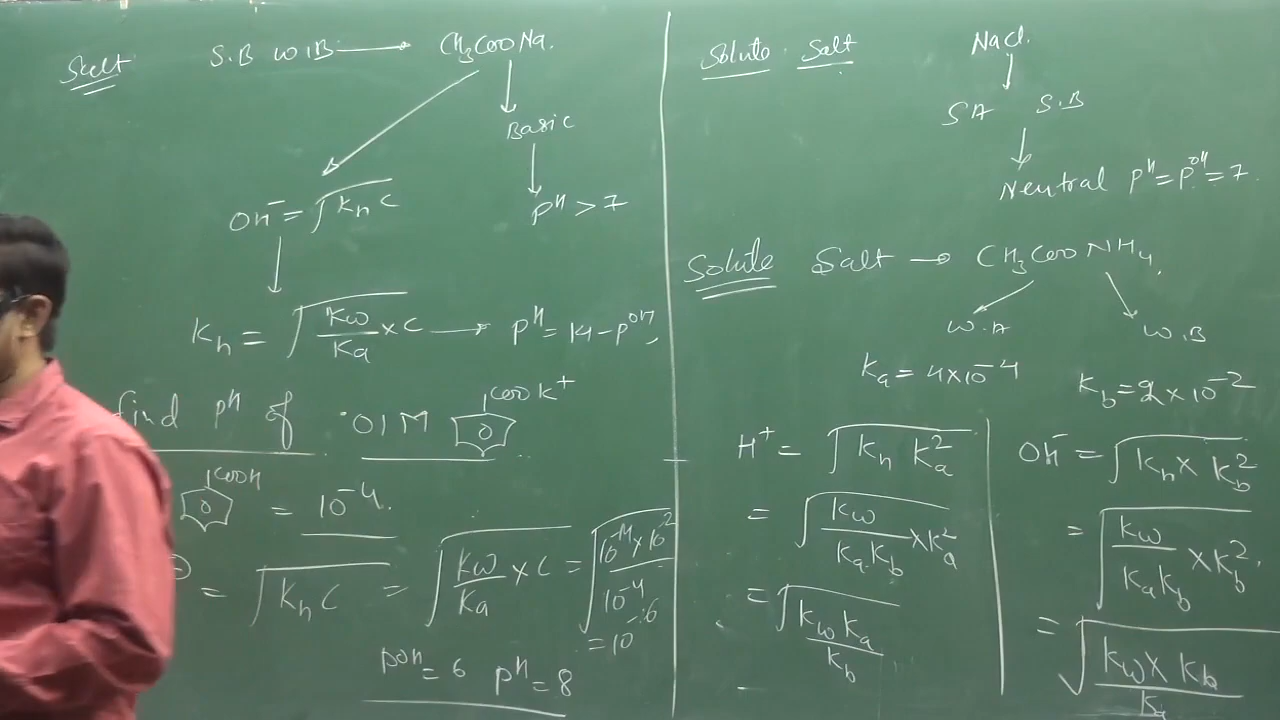 Salt S.B W.B → CH₃COONa.
Basic
OH⁻ = √Kh C
pH > 7
Kh = √Kw/Ka × C → pH = 14 - pOH
find pH of .01M COOK⁺
COOH = 10⁻⁴.
= √Kh C = √Kw/Ka × C = √10⁻¹⁴ × 10⁻²/10⁻⁴
= 10⁻⁶
pOH = 6 pH = 8
Solute Salt NaCl.
SA S.B
Neutral pH = pOH = 7.
Solute Salt → CH₃COONH₄.
W.A W.B
Ka = 4×10⁻⁴ Kb = 2×10⁻²
H⁺ = √Kh Ka²
= √Kw/Ka.Kb × Ka²
= √Kw Ka/Kb
OH⁻ = √Kh × Kb²
= √Kw/Ka Kb × Kb².
= √Kw × Kb/Ka